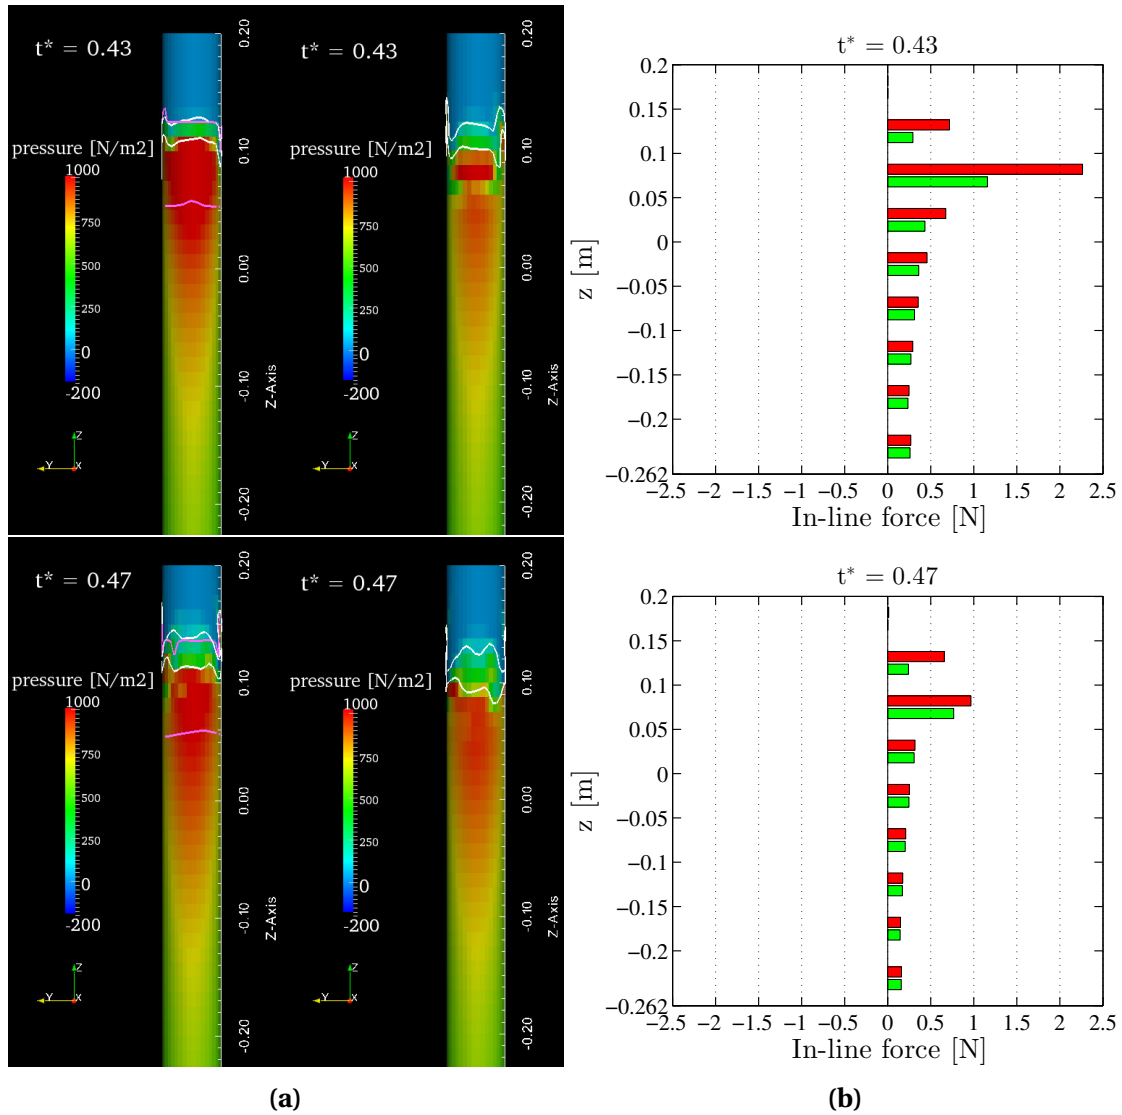 t* = 0.43
t* = 0.43
pressure [N/m2]
1000
750
500
250
0
-200
pressure [N/m2]
1000
750
500
250
0
-200
0.20
0.10
0.00
-0.10
-0.20
Z-Axis
0.20
0.10
0.00
-0.10
-0.20
Z-Axis
Z
Y
X
Z
Y
X
t* = 0.43
0.2
0.15
0.1
0.05
0
−0.05
−0.1
−0.15
−0.2
−0.262
z [m]
−2.5 −2 −1.5 −1 −0.5 0 0.5 1 1.5 2 2.5
In-line force [N]
t* = 0.47
t* = 0.47
pressure [N/m2]
1000
750
500
250
0
-200
pressure [N/m2]
1000
750
500
250
0
-200
0.20
0.10
0.00
-0.10
-0.20
Z-Axis
0.20
0.10
0.00
-0.10
-0.20
Z-Axis
Z
Y
X
Z
Y
X
t* = 0.47
0.2
0.15
0.1
0.05
0
−0.05
−0.1
−0.15
−0.2
−0.262
z [m]
−2.5 −2 −1.5 −1 −0.5 0 0.5 1 1.5 2 2.5
In-line force [N]
(a)
(b)